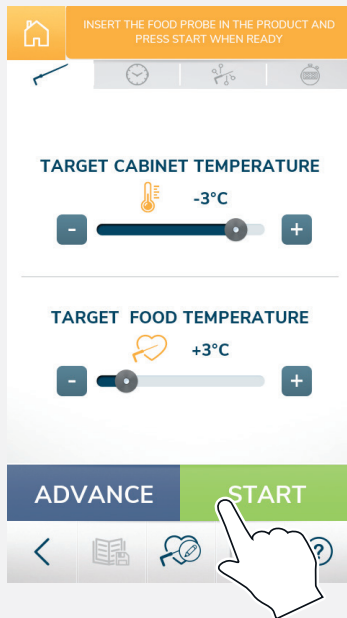 INSERT THE FOOD PROBE IN THE PRODUCT AND
PRESS START WHEN READY
TARGET CABINET TEMPERATURE
-3°C
- +
TARGET FOOD TEMPERATURE
+3°C
- +
ADVANCE START
?